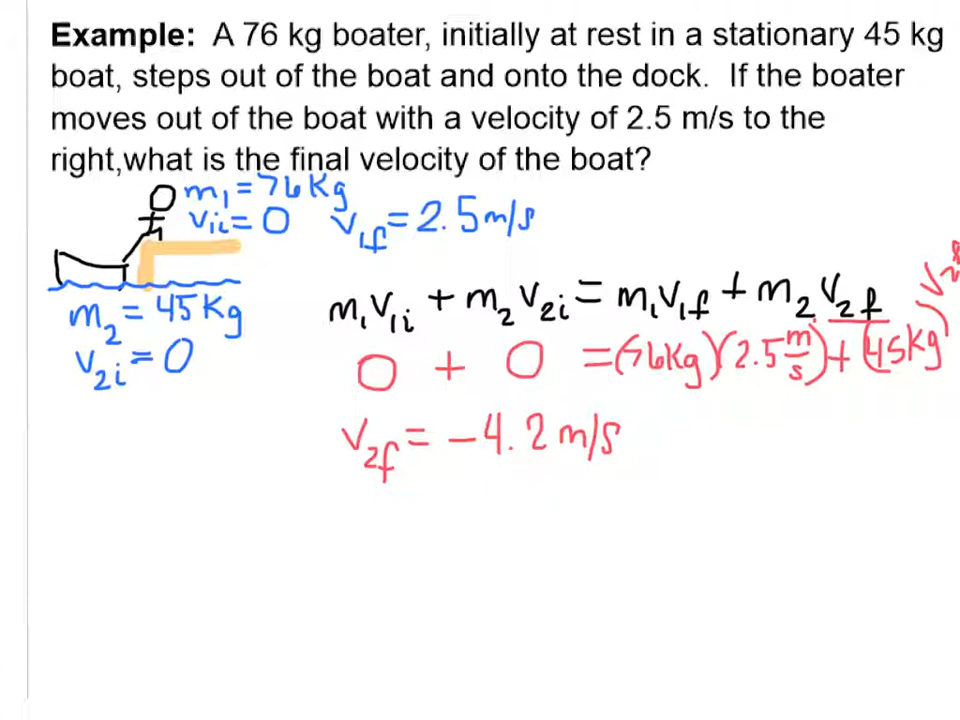 Example: A 76 kg boater, initially at rest in a stationary 45 kg
boat, steps out of the boat and onto the dock. If the boater
moves out of the boat with a velocity of 2.5 m/s to the
right,what is the final velocity of the boat?
m₁ = 76 Kg
v₁ᵢ = 0 v₁f = 2.5 m/s
m₂ = 45 Kg
v₂ᵢ = 0
m₁v₁ᵢ + m₂v₂ᵢ = m₁v₁f + m₂v₂f
0 + 0 = (76Kg)(2.5 m/s) + (45Kg) v₂f
v₂f = -4.2 m/s